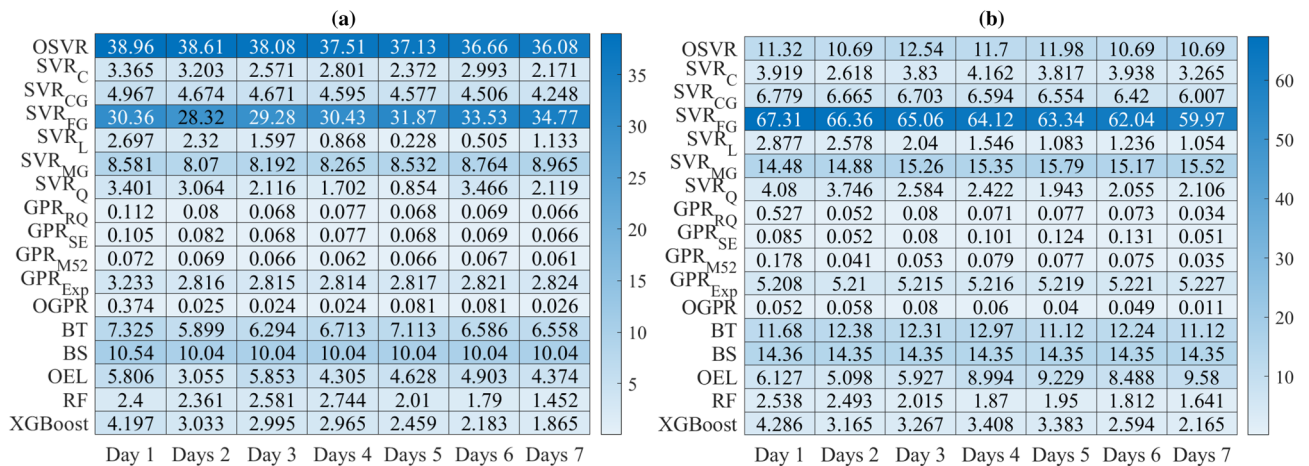 (a)
OSVR 38.96 38.61 38.08 37.51 37.13 36.66 36.08
SVR_C 3.365 3.203 2.571 2.801 2.372 2.993 2.171
SVR_CG 4.967 4.674 4.671 4.595 4.577 4.506 4.248
SVR_FG 30.36 28.32 29.28 30.43 31.87 33.53 34.77
SVR_L 2.697 2.32 1.597 0.868 0.228 0.505 1.133
SVR_MG 8.581 8.07 8.192 8.265 8.532 8.764 8.965
SVR_Q 3.401 3.064 2.116 1.702 0.854 3.466 2.119
GPR_RQ 0.112 0.08 0.068 0.077 0.068 0.069 0.066
GPR_SE 0.105 0.082 0.068 0.077 0.068 0.069 0.066
GPR_M52 0.072 0.069 0.066 0.062 0.066 0.067 0.061
GPR_Exp 3.233 2.816 2.815 2.814 2.817 2.821 2.824
OGPR 0.374 0.025 0.024 0.024 0.081 0.081 0.026
BT 7.325 5.899 6.294 6.713 7.113 6.586 6.558
BS 10.54 10.04 10.04 10.04 10.04 10.04 10.04
OEL 5.806 3.055 5.853 4.305 4.628 4.903 4.374
RF 2.4 2.361 2.581 2.744 2.01 1.79 1.452
XGBoost 4.197 3.033 2.995 2.965 2.459 2.183 1.865
Day 1 Days 2 Day 3 Days 4 Days 5 Days 6 Days 7
35
30
25
20
15
10
5
(b)
OSVR 11.32 10.69 12.54 11.7 11.98 10.69 10.69
SVR_C 3.919 2.618 3.83 4.162 3.817 3.938 3.265
SVR_CG 6.779 6.665 6.703 6.594 6.554 6.42 6.007
SVR_FG 67.31 66.36 65.06 64.12 63.34 62.04 59.97
SVR_L 2.877 2.578 2.04 1.546 1.083 1.236 1.054
SVR_MG 14.48 14.88 15.26 15.35 15.79 15.17 15.52
SVR_Q 4.08 3.746 2.584 2.422 1.943 2.055 2.106
GPR_RQ 0.527 0.052 0.08 0.071 0.077 0.073 0.034
GPR_SE 0.085 0.052 0.08 0.101 0.124 0.131 0.051
GPR_M52 0.178 0.041 0.053 0.079 0.077 0.075 0.035
GPR_Exp 5.208 5.21 5.215 5.216 5.219 5.221 5.227
OGPR 0.052 0.058 0.08 0.06 0.04 0.049 0.011
BT 11.68 12.38 12.31 12.97 11.12 12.24 11.12
BS 14.36 14.35 14.35 14.35 14.35 14.35 14.35
OEL 6.127 5.098 5.927 8.994 9.229 8.488 9.58
RF 2.538 2.493 2.015 1.87 1.95 1.812 1.641
XGBoost 4.286 3.165 3.267 3.408 3.383 2.594 2.165
Day 1 Days 2 Day 3 Days 4 Days 5 Days 6 Days 7
60
50
40
30
20
10